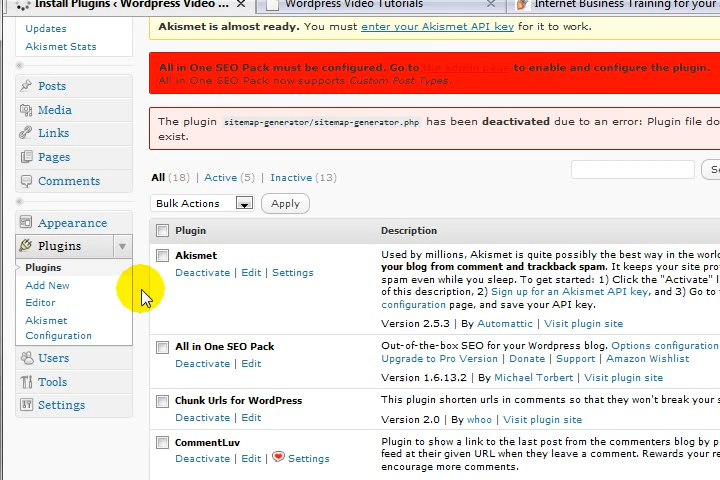 Install Plugins ‹ Wordpress Video ...
Wordpress Video Tutorials
Internet Business Training for your
Updates
Akismet Stats
Posts
Media
Links
Pages
Comments
Appearance
Plugins
Plugins
Add New
Editor
Akismet
Configuration
Users
Tools
Settings
Akismet is almost ready. You must enter your Akismet API key for it to work.
All in One SEO Pack must be configured. Go to the admin page to enable and configure the plugin.
All in One SEO Pack now supports Custom Post Types.
The plugin sitemap-generator/sitemap-generator.php has been deactivated due to an error: Plugin file do
exist.
All (18) | Active (5) | Inactive (13)
Bulk Actions Apply
Plugin Description
Akismet
Deactivate | Edit | Settings
Used by millions, Akismet is quite possibly the best way in the world
your blog from comment and trackback spam. It keeps your site pro
spam even while you sleep. To get started: 1) Click the "Activate" l
of this description, 2) Sign up for an Akismet API key, and 3) Go to
configuration page, and save your API key.
Version 2.5.3 | By Automattic | Visit plugin site
All in One SEO Pack
Deactivate | Edit
Out-of-the-box SEO for your Wordpress blog. Options configuration
Upgrade to Pro Version | Donate | Support | Amazon Wishlist
Version 1.6.13.2 | By Michael Torbert | Visit plugin site
Chunk Urls for WordPress
Deactivate | Edit
This plugin shorten urls in comments so that they won't break your s
Version 2.0 | By whoo | Visit plugin site
CommentLuv
Deactivate | Edit | Settings
Plugin to show a link to the last post from the commenters blog by p
feed at their given URL when they leave a comment. Rewards your re
encourage more comments.